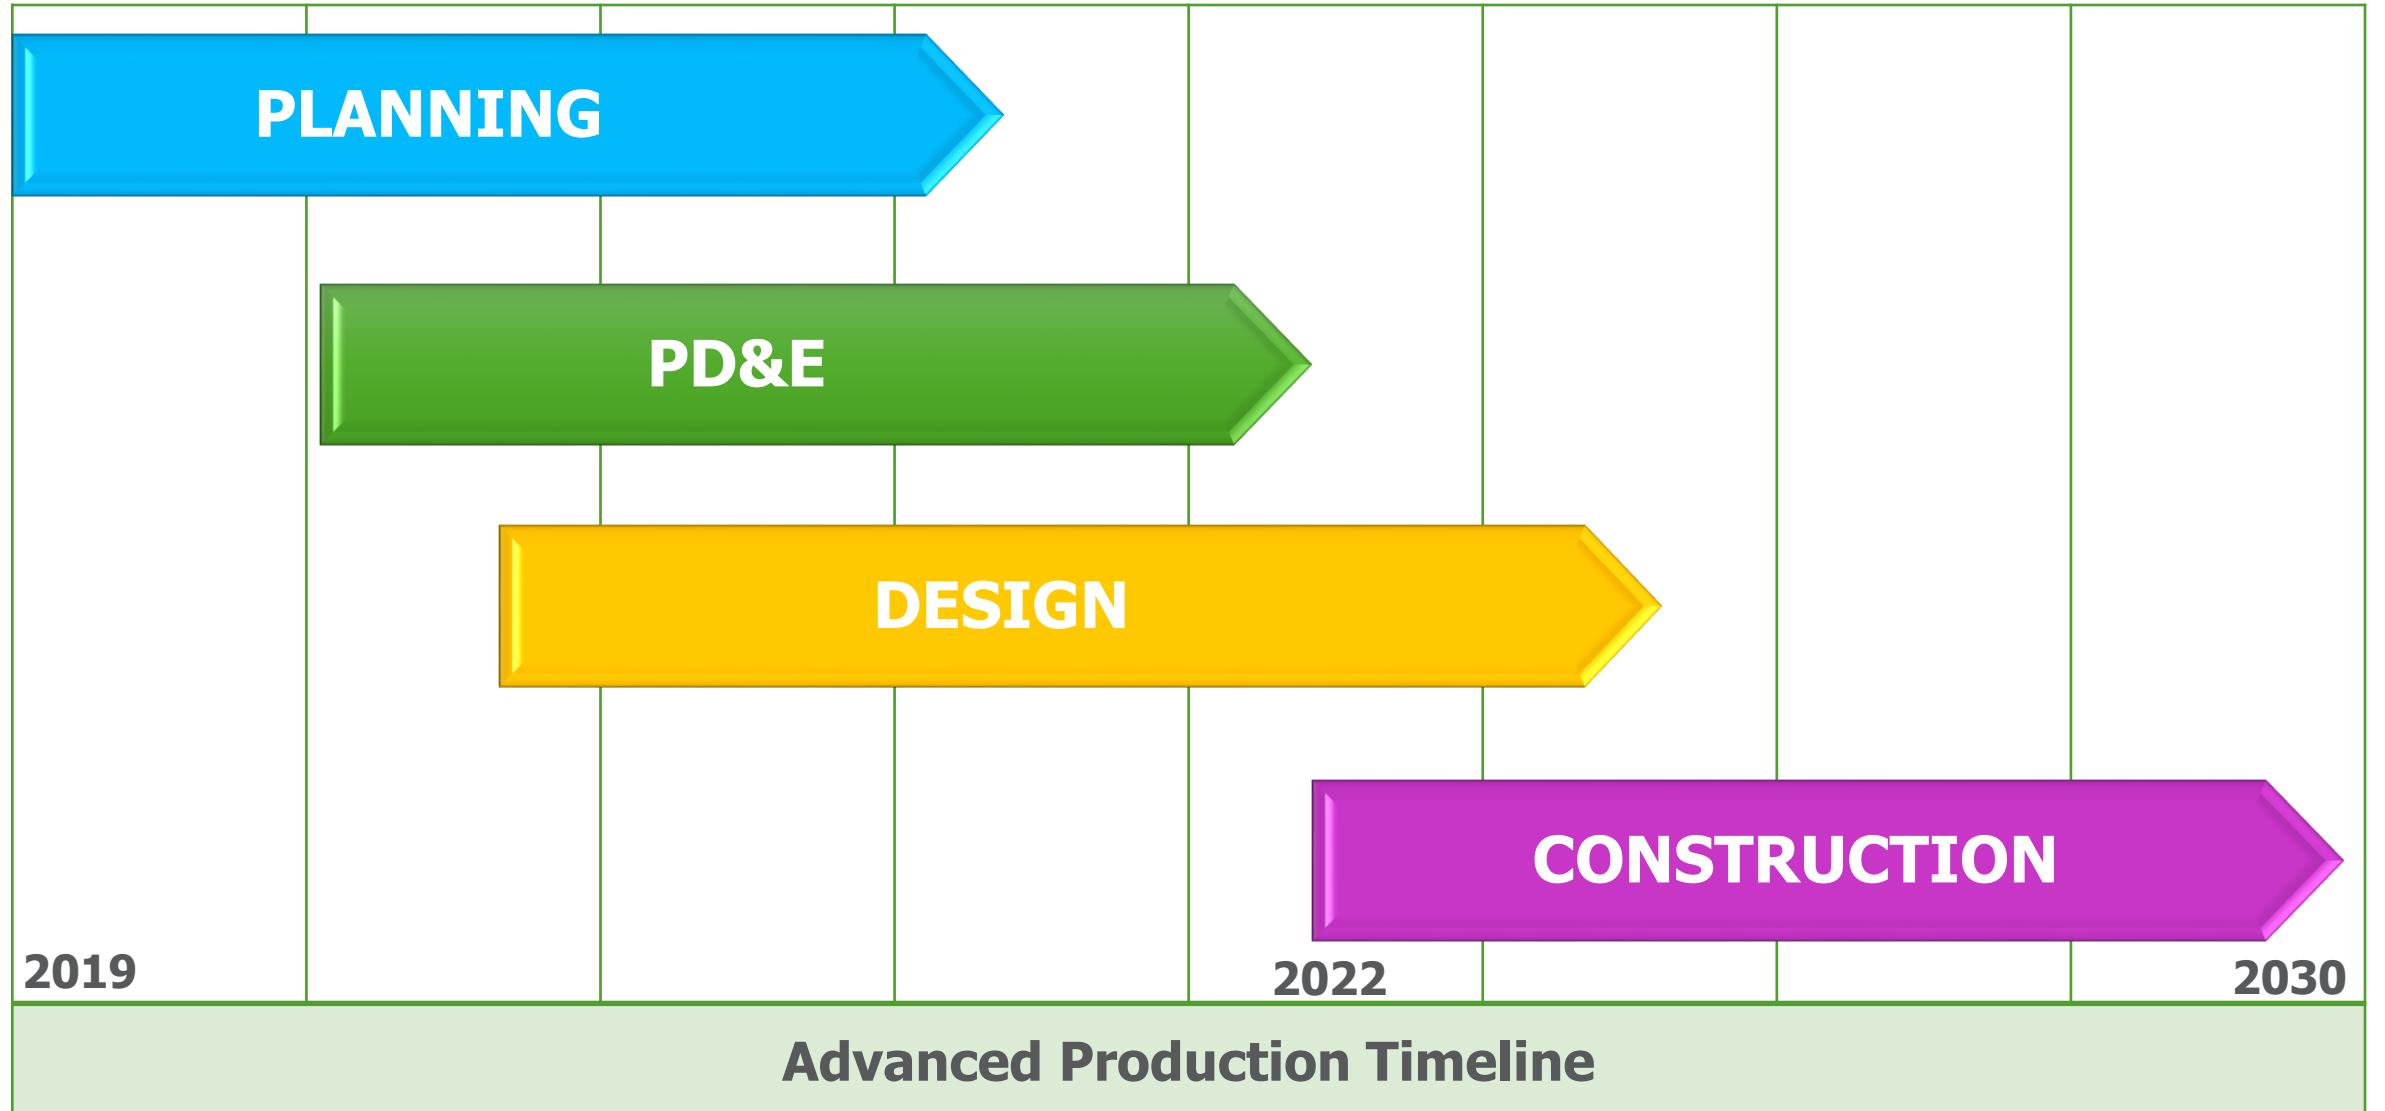 PLANNING
PD&E
DESIGN
CONSTRUCTION
2019
2022
2030
Advanced Production Timeline